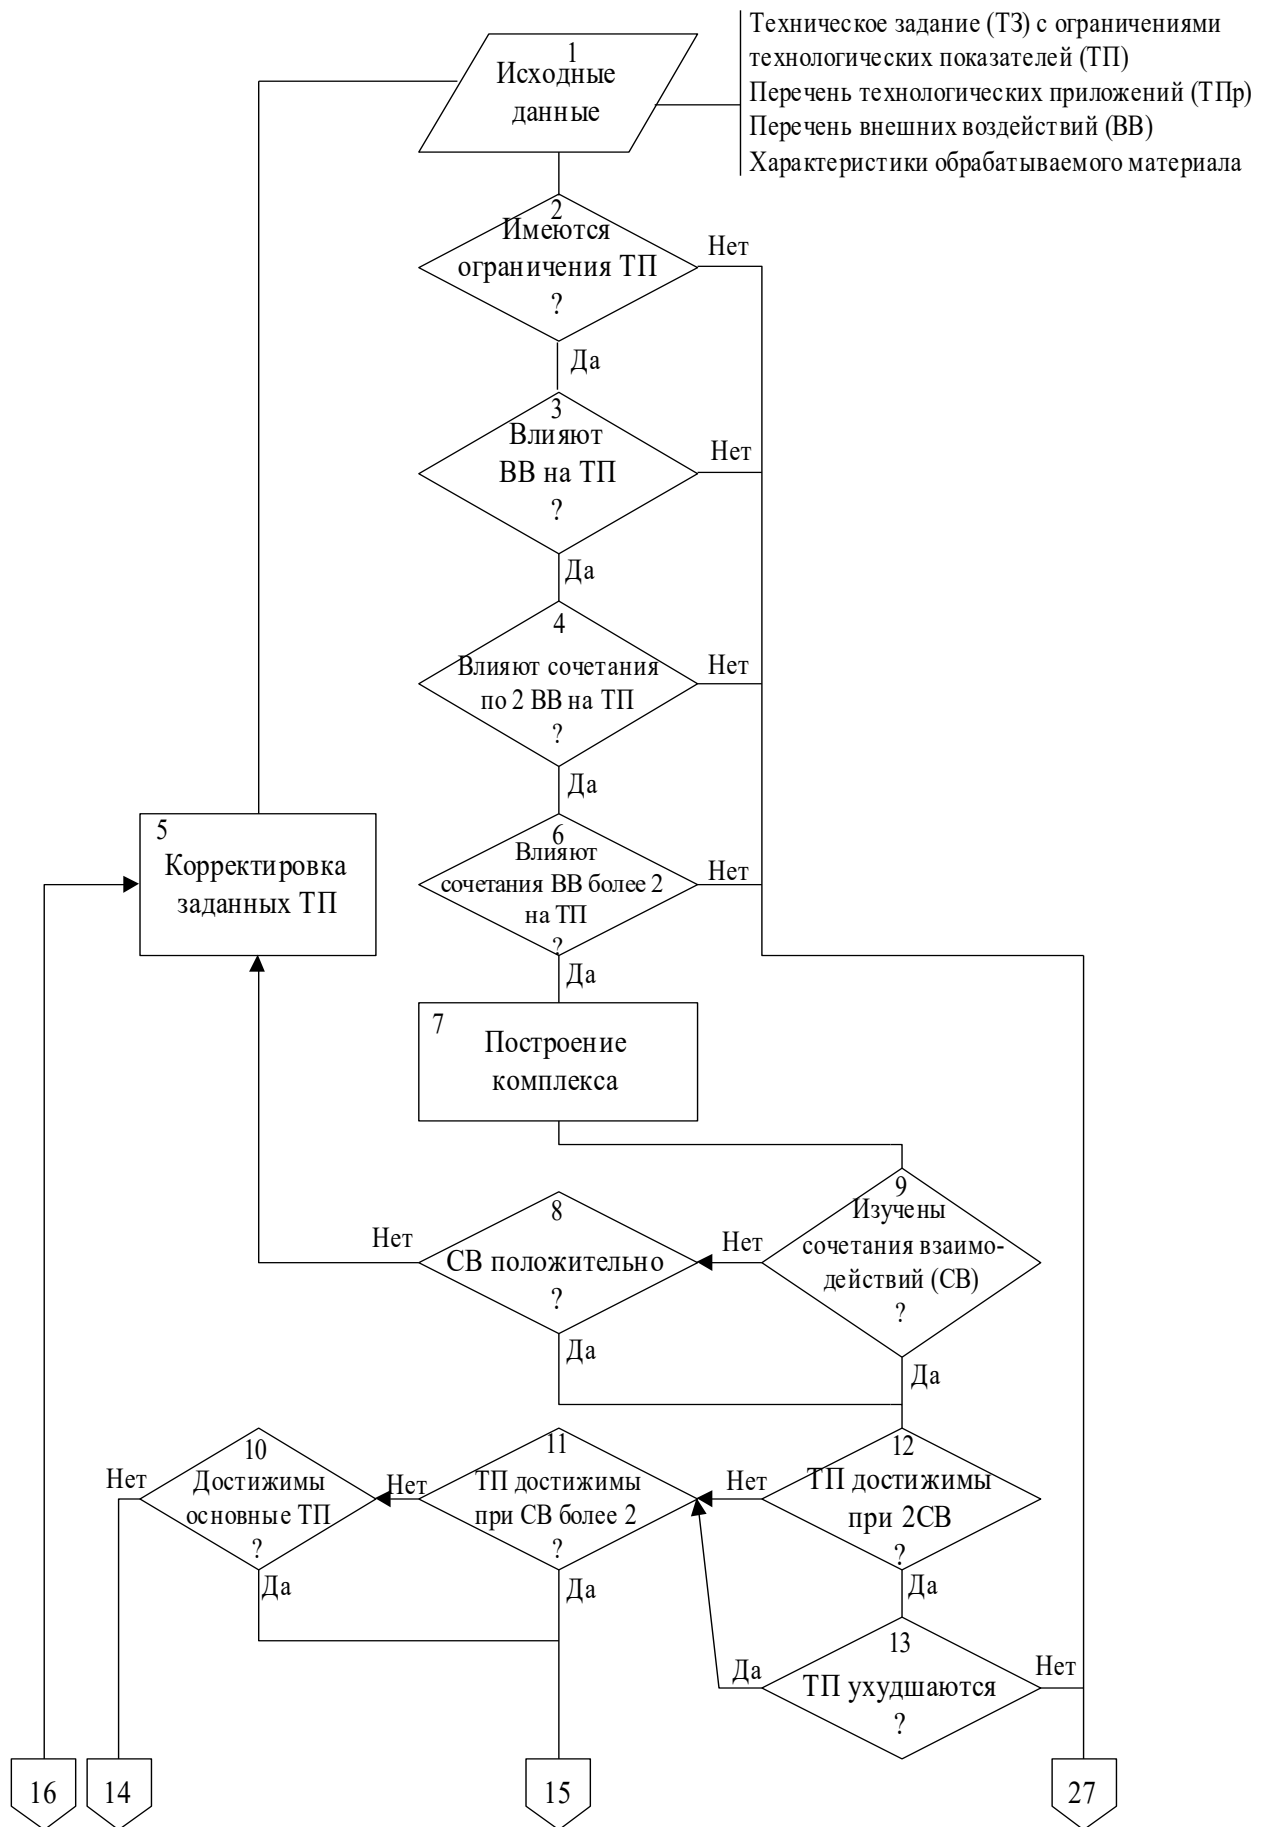 1
Исходные
данные
Техническое задание (ТЗ) с ограничениями
технологических показателей (ТП)
Перечень технологических приложений (ТПр)
Перечень внешних воздействий (ВВ)
Характеристики обрабатываемого материала
2
Имеются
ограничения ТП
?
Нет
Да
3
Влияют
ВВ на ТП
?
Нет
Да
4
Влияют сочетания
по 2 ВВ на ТП
?
Нет
Да
5
Корректировка
заданных ТП
6
Влияют
сочетания ВВ более 2
на ТП
?
Нет
Да
7
Построение
комплекса
8
СВ положительно
?
Нет
Да
9
Изучены
сочетания взаимо-
действий (СВ)
?
Нет
Да
10
Достижимы
основные ТП
?
Нет
Да
11
ТП достижимы
при СВ более 2
?
Нет
Да
12
ТП достижимы
при 2СВ
?
Нет
Да
13
ТП ухудшаются
?
Да
Нет
16
14
15
27